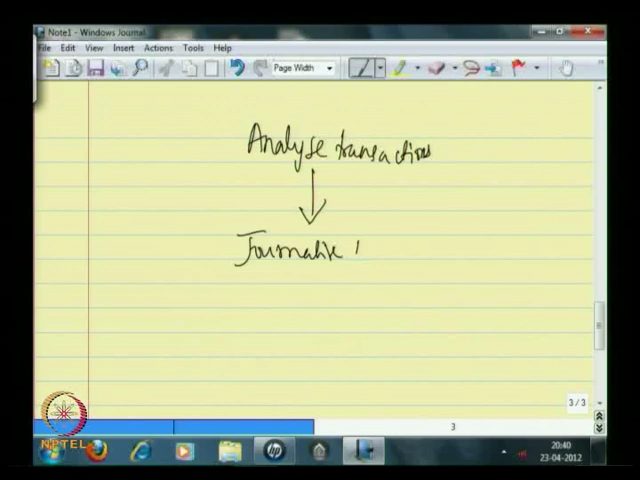 Note1 - Windows Journal
File Edit View Insert Actions Tools Help
Page Width
Analyse transactions
Journalise
3 / 3
3
NPTEL
hp
20:40
23-04-2012